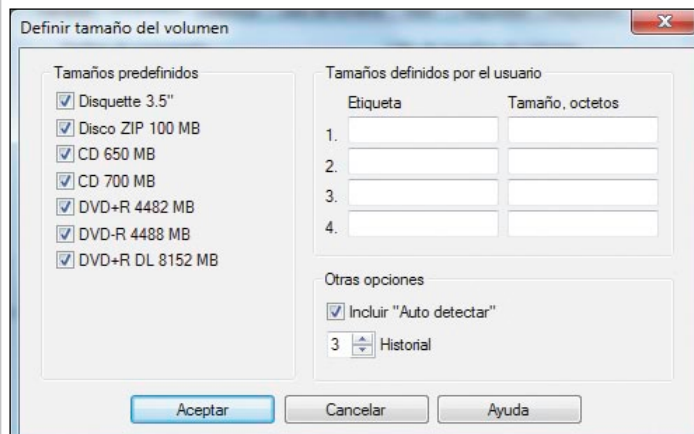 Definir tamaño del volumen
Tamaños predefinidos
Disquette 3.5"
Disco ZIP 100 MB
CD 650 MB
CD 700 MB
DVD+R 4482 MB
DVD-R 4488 MB
DVD+R DL 8152 MB
Tamaños definidos por el usuario
Etiqueta Tamaño, octetos
1.
2.
3.
4.
Otras opciones
Incluir "Auto detectar"
3 Historial
Aceptar Cancelar Ayuda